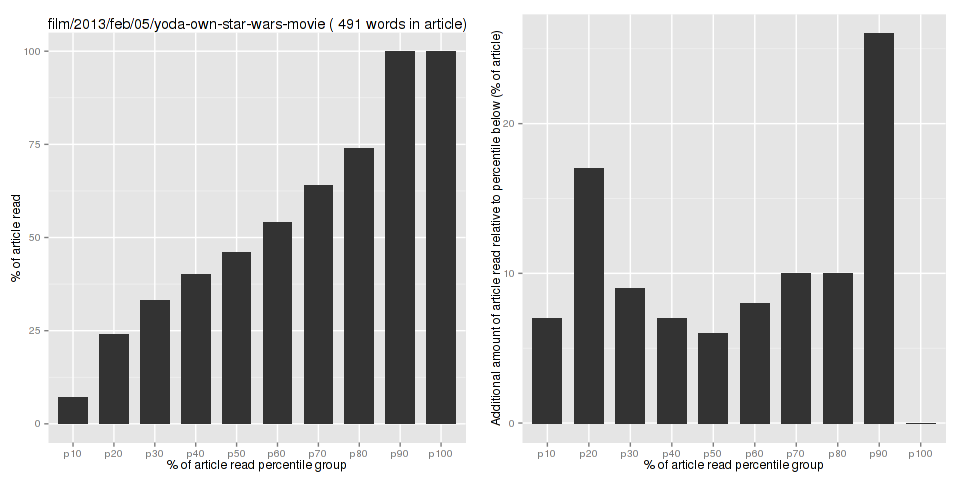 film/2013/feb/05/yoda-own-star-wars-movie ( 491 words in article)
% of article read
100
75
50
25
0
p10 p20 p30 p40 p50 p60 p70 p80 p90 p100
% of article read percentile group
Additional amount of article read relative to percentile below (% of article)
20
10
0
p10 p20 p30 p40 p50 p60 p70 p80 p90 p100
% of article read percentile group